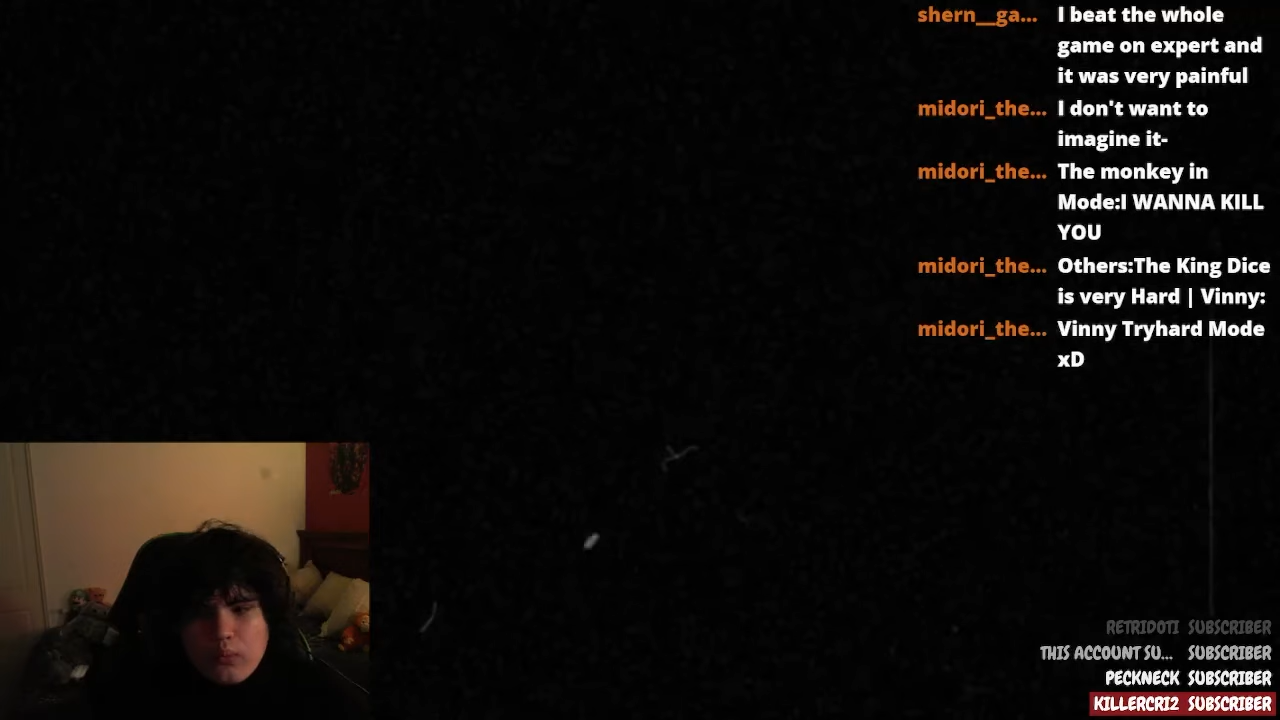 shern__ga... I beat the whole
game on expert and
it was very painful
midori_the... I don't want to
imagine it-
midori_the... The monkey in
Mode:I WANNA KILL
YOU
midori_the... Others:The King Dice
is very Hard | Vinny:
midori_the... Vinny Tryhard Mode
xD
RETRIDOTI SUBSCRIBER
THIS ACCOUNT SU... SUBSCRIBER
PECKNECK SUBSCRIBER
KILLERCRI2 SUBSCRIBER